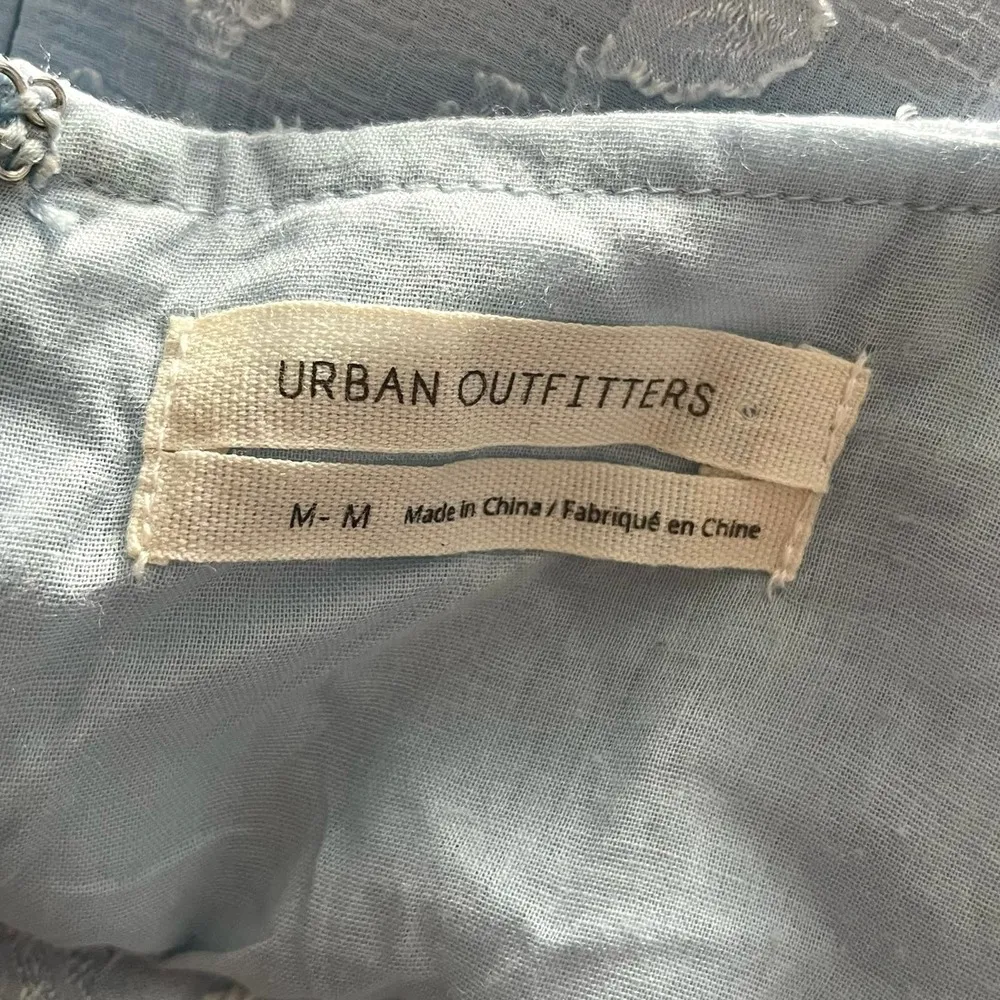 URBAN OUTFITTERS
M- M Made in China / Fabriqué en Chine